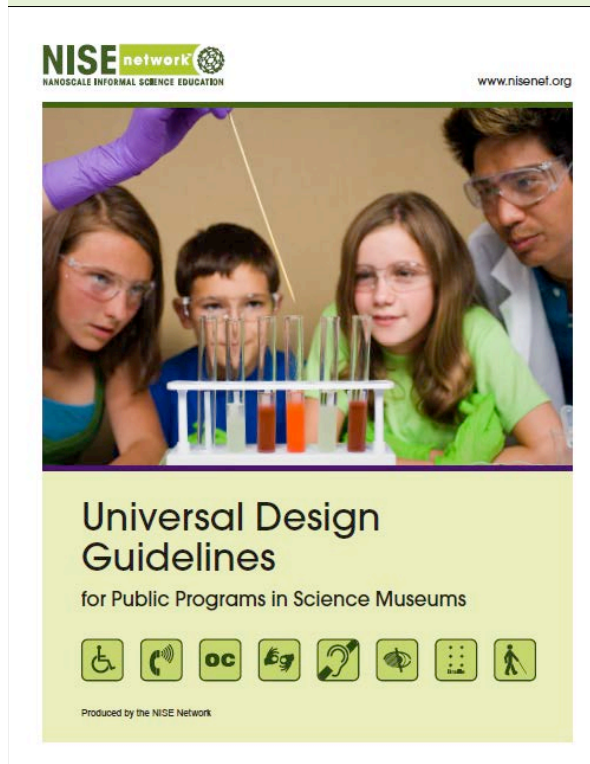 NISE network
NANOSCALE INFORMAL SCIENCE EDUCATION
www.nisenet.org
Universal Design
Guidelines
for Public Programs in Science Museums
OC
Braille
Produced by the NISE Network